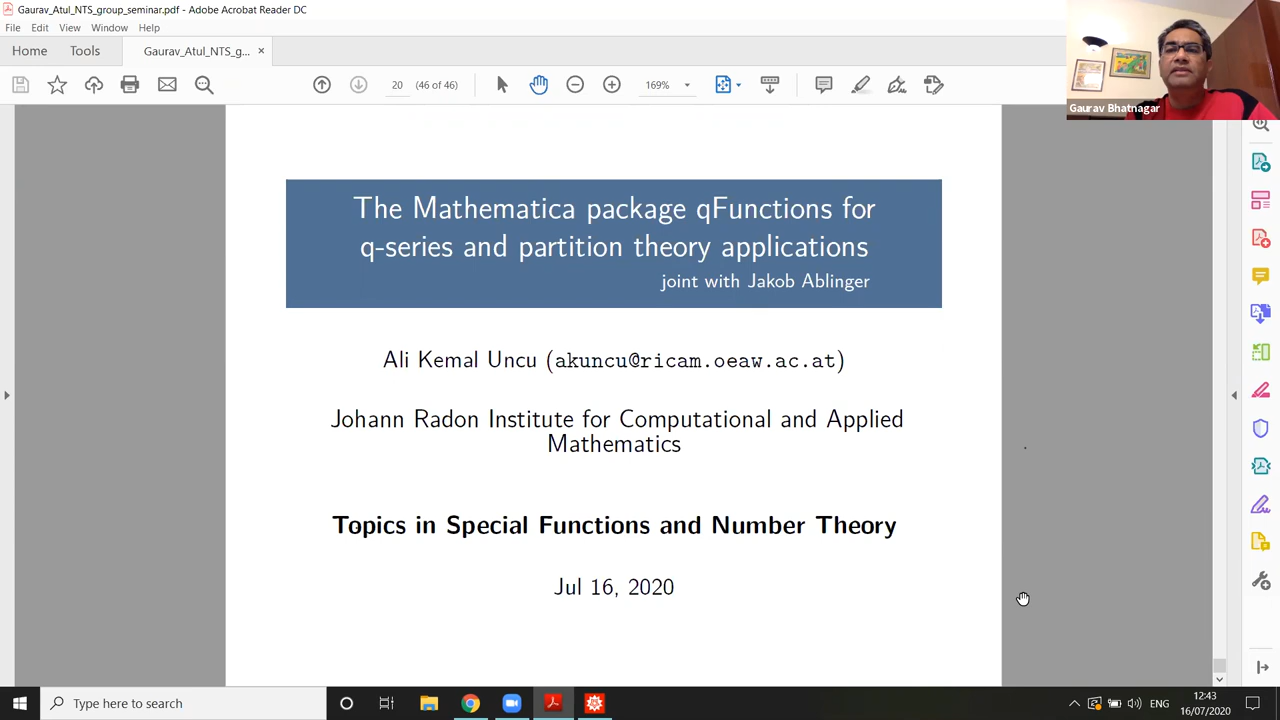 Gaurav_Atul_NTS_group_seminar.pdf - Adobe Acrobat Reader DC
File Edit View Window Help
Home Tools Gaurav_Atul_NTS_g... ×
20 (46 of 46) 169%
Gaurav Bhatnagar
The Mathematica package qFunctions for
q-series and partition theory applications
joint with Jakob Ablinger
Ali Kemal Uncu (akuncu@ricam.oeaw.ac.at)
Johann Radon Institute for Computational and Applied
Mathematics
Topics in Special Functions and Number Theory
Jul 16, 2020
Type here to search
ENG
12:43
16/07/2020